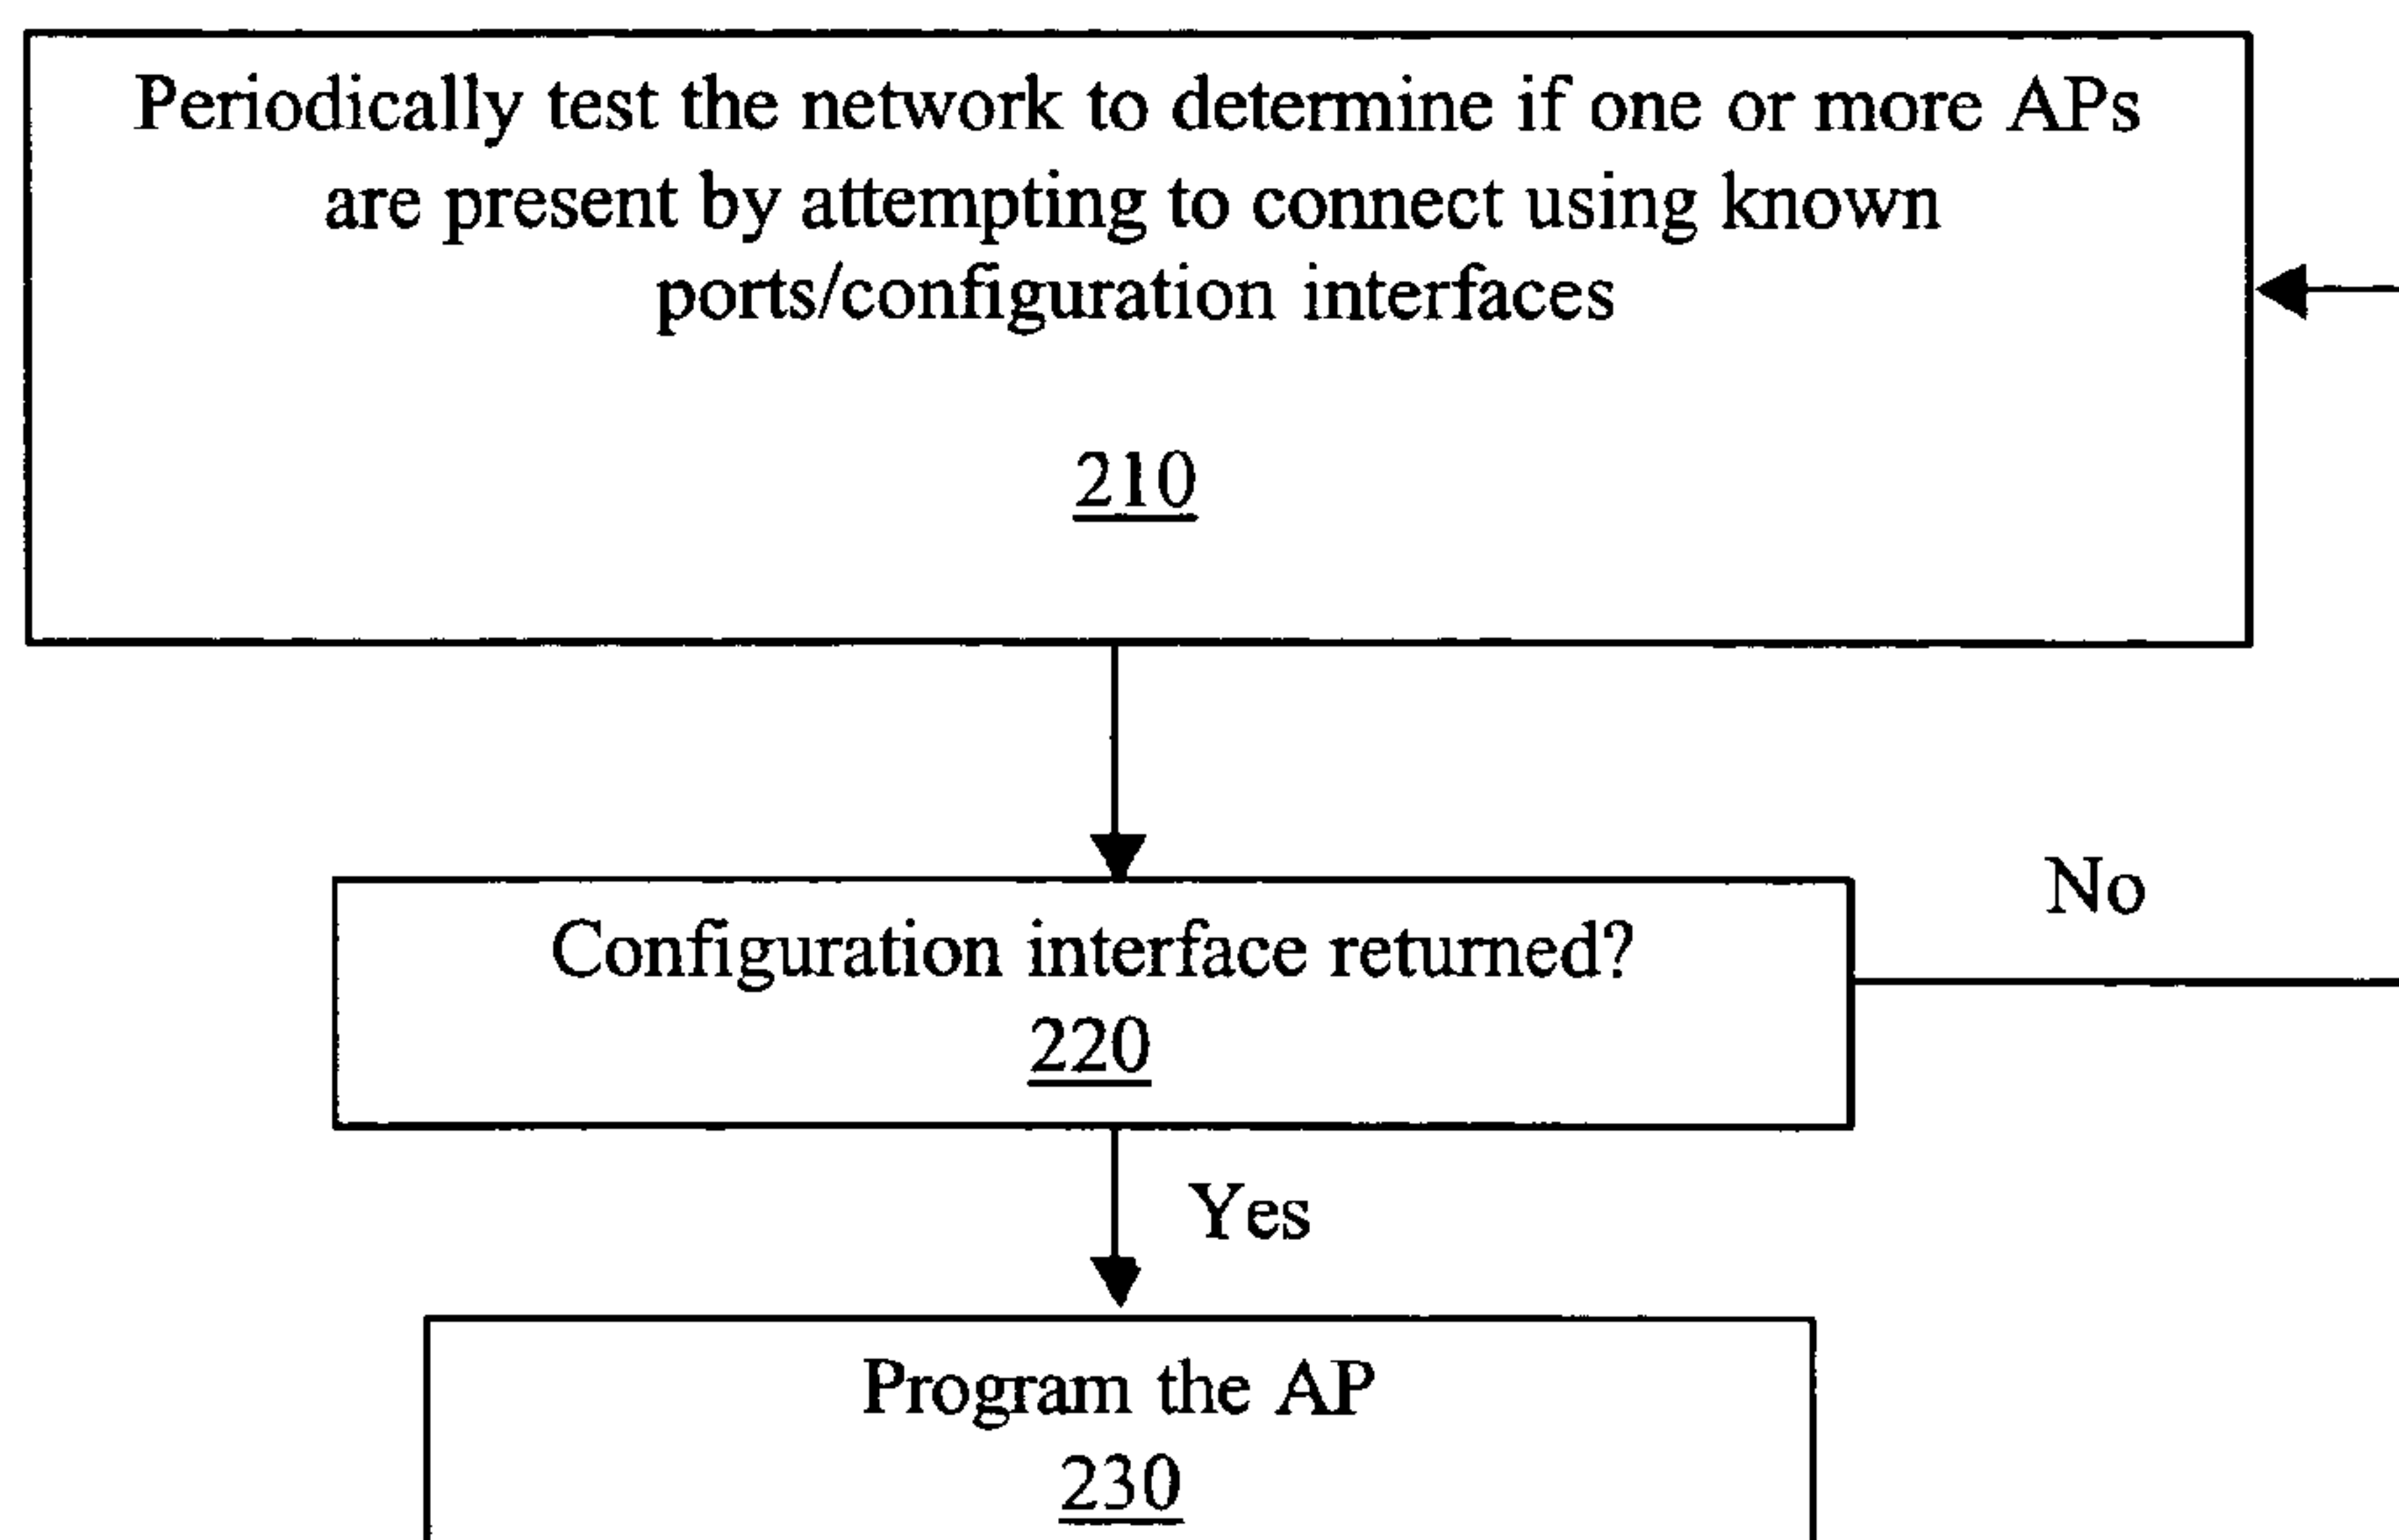 Periodically test the network to determine if one or more APs
are present by attempting to connect using known
ports/configuration interfaces
210
No
Configuration interface returned?
220
Yes
Program the AP
230